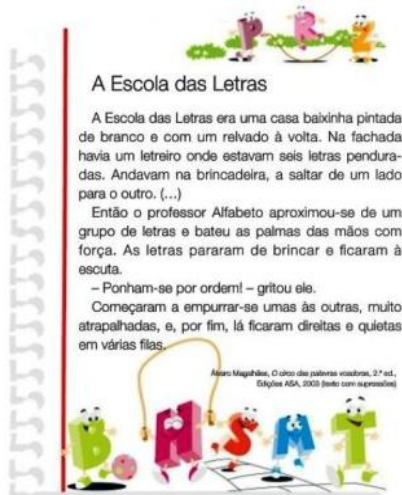 P R Z
A Escola das Letras
A Escola das Letras era uma casa baixinha pintada
de branco e com um relvado à volta. Na fachada
havia um letreiro onde estavam seis letras pendura-
das. Andavam na brincadeira, a saltar de um lado
para o outro. (...)
Então o professor Alfabeto aproximou-se de um
grupo de letras e bateu as palmas das mãos com
força. As letras pararam de brincar e ficaram à
escuta.
– Ponham-se por ordem! – gritou ele.
Começaram a empurrar-se umas às outras, muito
atrapalhadas, e, por fim, lá ficaram direitas e quietas
em várias filas.
Álvaro Magalhães, O circo das palavras voadoras, 2.ª ed.,
Edições ASA, 2003 (texto com supressões)
B H S M T